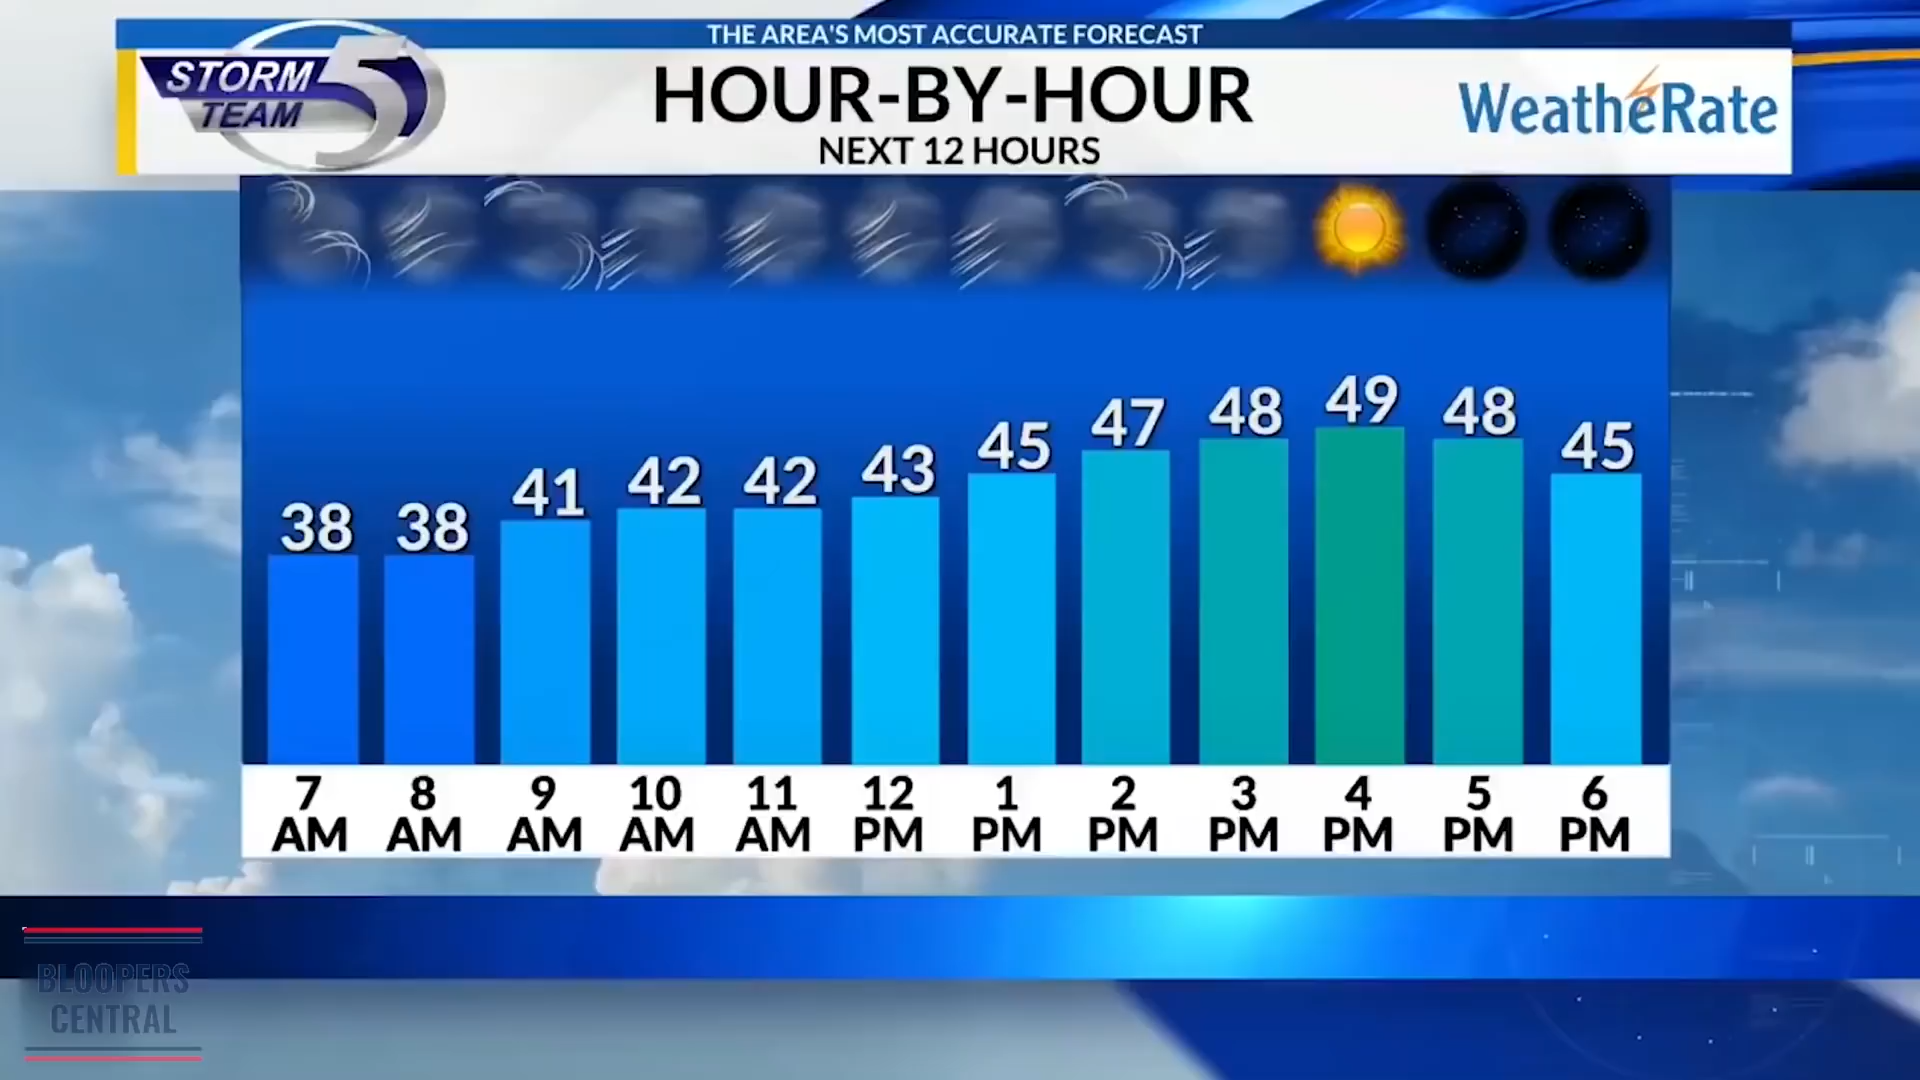 THE AREA'S MOST ACCURATE FORECAST
STORM
TEAM
5
HOUR-BY-HOUR
NEXT 12 HOURS
WeatheRate
38 38 41 42 42 43 45 47 48 49 48 45
7 8 9 10 11 12 1 2 3 4 5 6
AM AM AM AM AM PM PM PM PM PM PM PM
BLOOPERS
CENTRAL